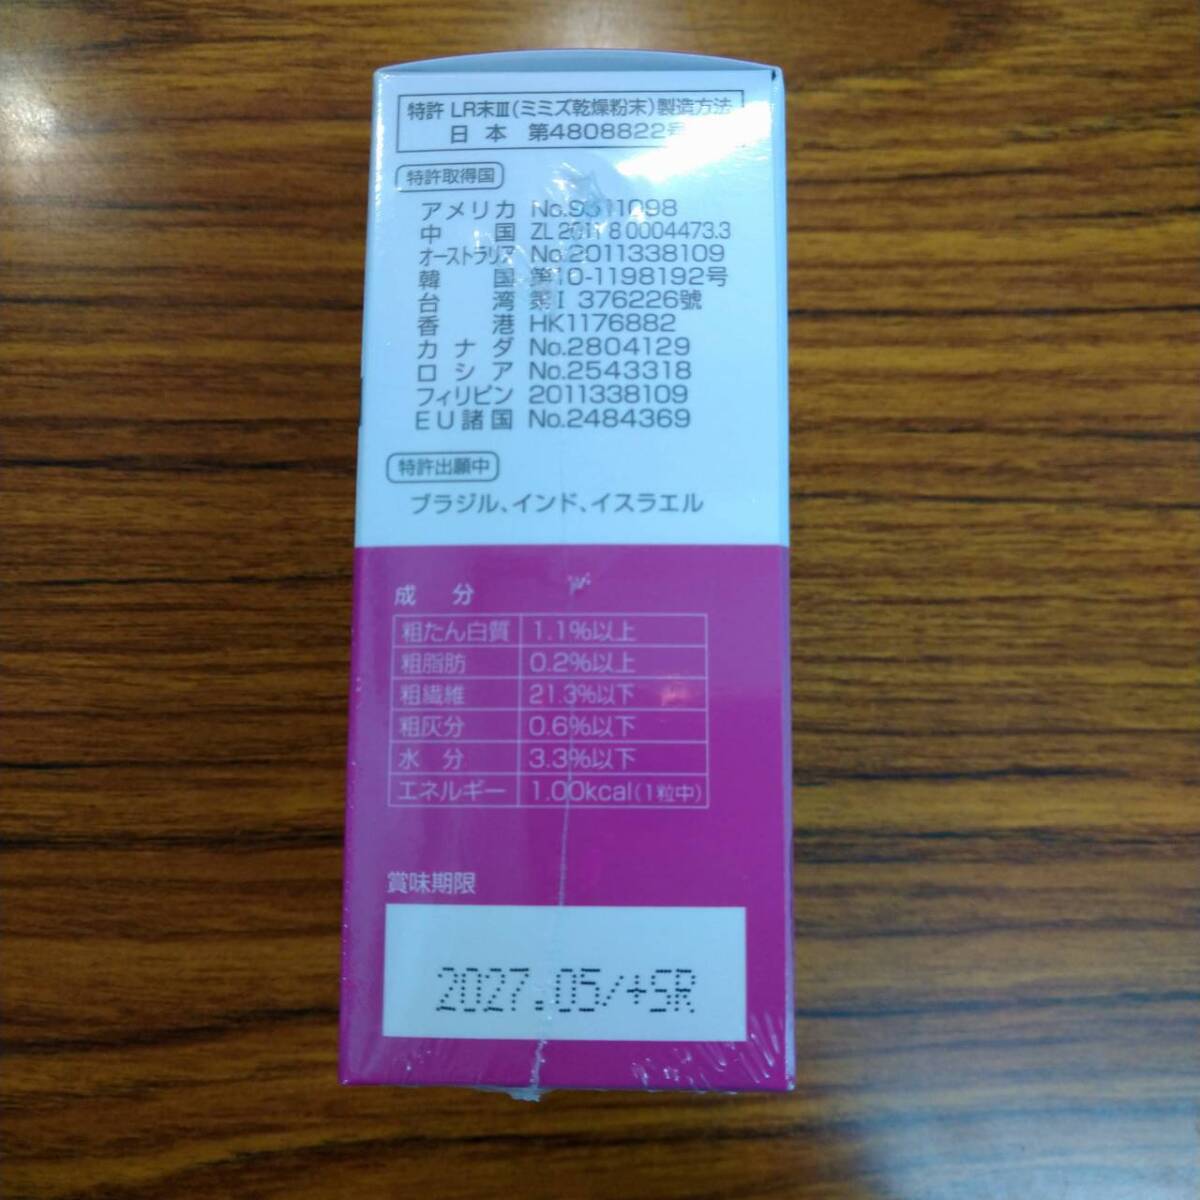 特許 LR末Ⅲ(ミミズ乾燥粉末)製造方法
日本 第4808822号
特許取得国
アメリカ No.9311098
中国 ZL 2011 8 0004473.3
オーストラリア No.2011338109
韓国 第10-1198192号
台湾 第I 376226號
香港 HK1176882
カナダ No.2804129
ロシア No.2543318
フィリピン 2011338109
EU諸国 No.2484369
特許出願中
ブラジル、インド、イスラエル
成分
粗たん白質 1.1%以上
粗脂肪 0.2%以上
粗繊維 21.3%以下
粗灰分 0.6%以下
水分 3.3%以下
エネルギー 1.00kcal(1粒中)
賞味期限
2027.05/+SR